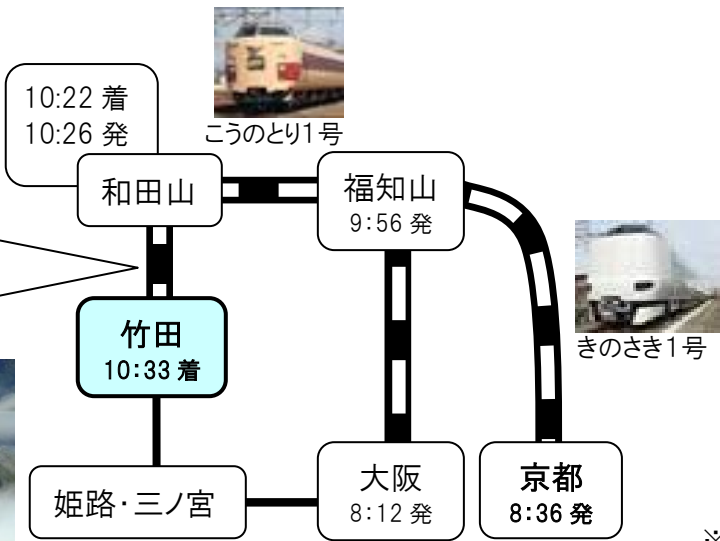 10:22 着
10:26 発
こうのとり1号
和田山
福知山
9:56 発
きのさき1号
竹田
10:33 着
姫路・三ノ宮
大阪
8:12 発
京都
8:36 発
※